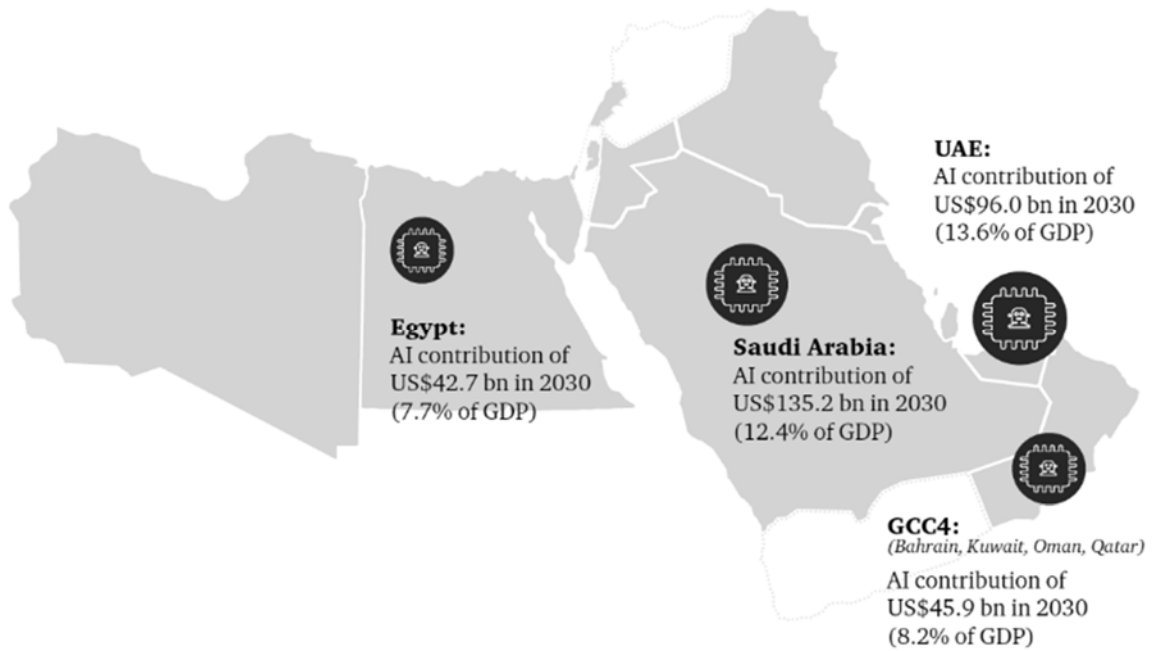 UAE:
AI contribution of
US$96.0 bn in 2030
(13.6% of GDP)
Egypt:
AI contribution of
US$42.7 bn in 2030
(7.7% of GDP)
Saudi Arabia:
AI contribution of
US$135.2 bn in 2030
(12.4% of GDP)
GCC4:
(Bahrain, Kuwait, Oman, Qatar)
AI contribution of
US$45.9 bn in 2030
(8.2% of GDP)